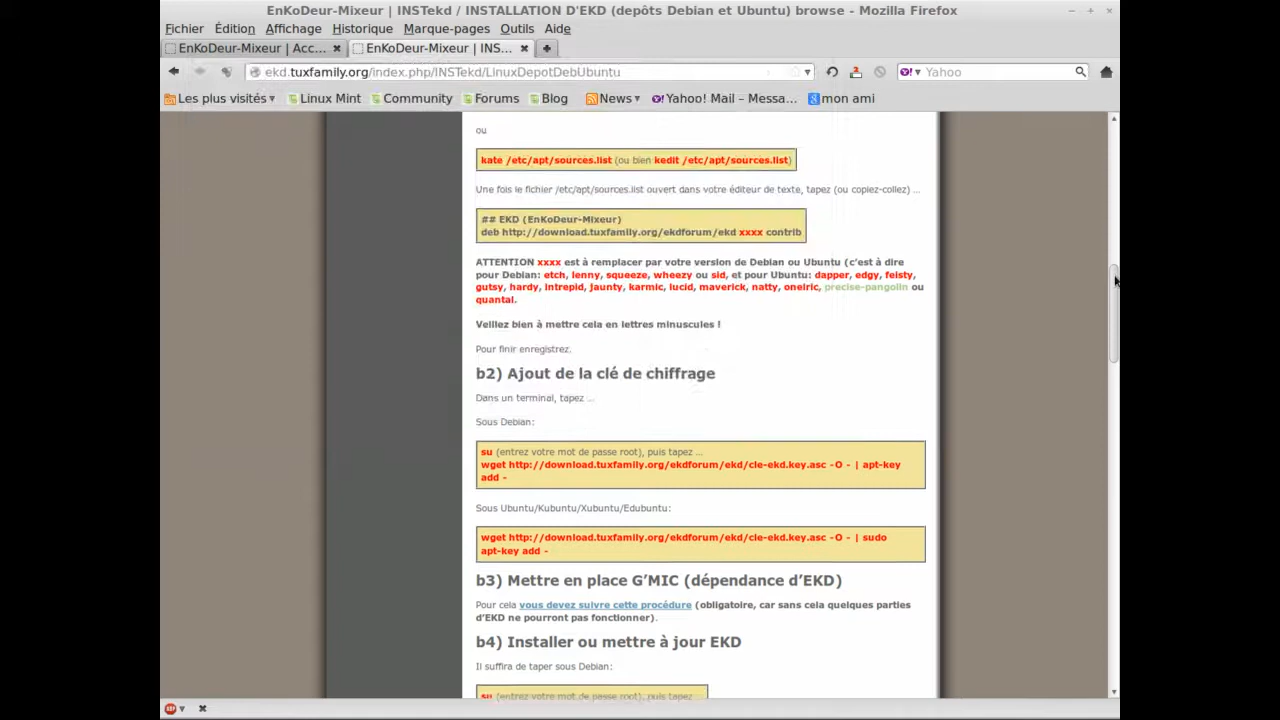 EnKoDeur-Mixeur | INSTekd / INSTALLATION D'EKD (depôts Debian et Ubuntu) browse - Mozilla Firefox
Fichier Édition Affichage Historique Marque-pages Outils Aide
EnKoDeur-Mixeur | Acc... EnKoDeur-Mixeur | INS...
ekd.tuxfamily.org/index.php/INSTekd/LinuxDepotDebUbuntu Yahoo
Les plus visités Linux Mint Community Forums Blog News Yahoo! Mail – Messa... mon ami
ou
kate /etc/apt/sources.list (ou bien kedit /etc/apt/sources.list)
Une fois le fichier /etc/apt/sources.list ouvert dans votre éditeur de texte, tapez (ou copiez-collez) ...
## EKD (EnKoDeur-Mixeur)
deb http://download.tuxfamily.org/ekdforum/ekd xxxx contrib
ATTENTION xxxx est à remplacer par votre version de Debian ou Ubuntu (c'est à dire
pour Debian: etch, lenny, squeeze, wheezy ou sid, et pour Ubuntu: dapper, edgy, feisty,
gutsy, hardy, intrepid, jaunty, karmic, lucid, maverick, natty, oneiric, precise-pangolin ou
quantal.
Veillez bien à mettre cela en lettres minuscules !
Pour finir enregistrez.
b2) Ajout de la clé de chiffrage
Dans un terminal, tapez ...
Sous Debian:
su (entrez votre mot de passe root), puis tapez ...
wget http://download.tuxfamily.org/ekdforum/ekd/cle-ekd.key.asc -O - | apt-key
add -
Sous Ubuntu/Kubuntu/Xubuntu/Edubuntu:
wget http://download.tuxfamily.org/ekdforum/ekd/cle-ekd.key.asc -O - | sudo
apt-key add -
b3) Mettre en place G’MIC (dépendance d’EKD)
Pour cela vous devez suivre cette procédure (obligatoire, car sans cela quelques parties
d’EKD ne pourront pas fonctionner).
b4) Installer ou mettre à jour EKD
Il suffira de taper sous Debian:
su (entrez votre mot de passe root), puis tapez ...